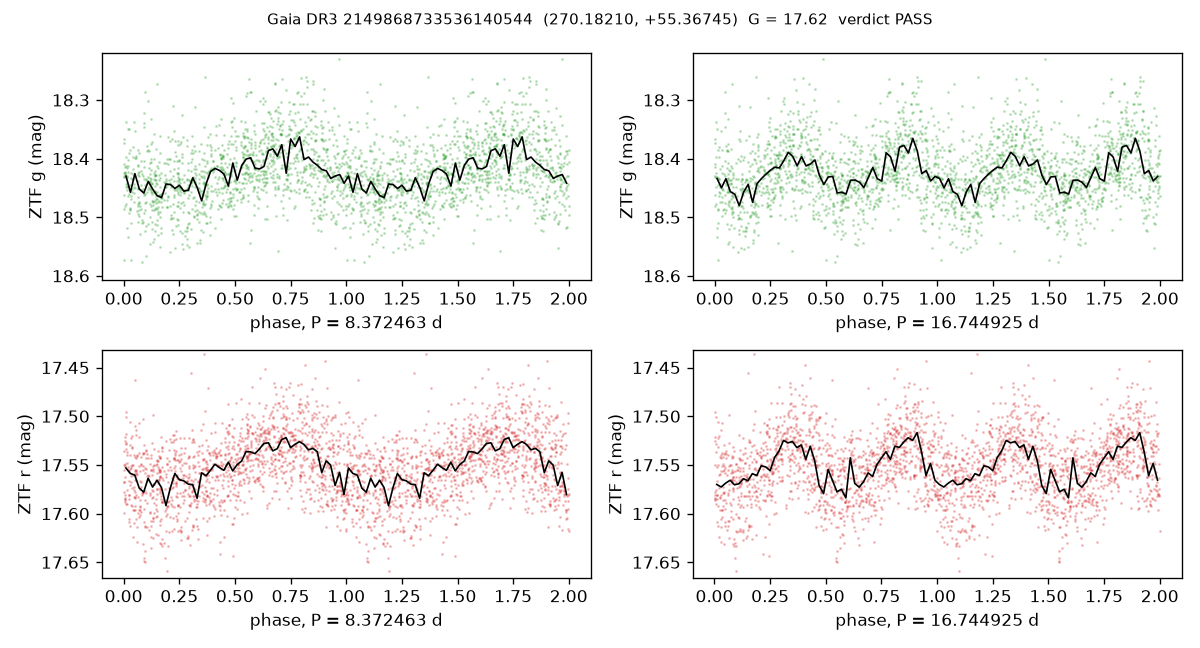 Gaia DR3 2149868733536140544 (270.18210, +55.36745) G = 17.62 verdict PASS
ZTF g (mag)
18.3
18.4
18.5
18.6
0.00 0.25 0.50 0.75 1.00 1.25 1.50 1.75 2.00
phase, P = 8.372463 d
ZTF g (mag)
18.3
18.4
18.5
18.6
0.00 0.25 0.50 0.75 1.00 1.25 1.50 1.75 2.00
phase, P = 16.744925 d
ZTF r (mag)
17.45
17.50
17.55
17.60
17.65
0.00 0.25 0.50 0.75 1.00 1.25 1.50 1.75 2.00
phase, P = 8.372463 d
ZTF r (mag)
17.45
17.50
17.55
17.60
17.65
0.00 0.25 0.50 0.75 1.00 1.25 1.50 1.75 2.00
phase, P = 16.744925 d